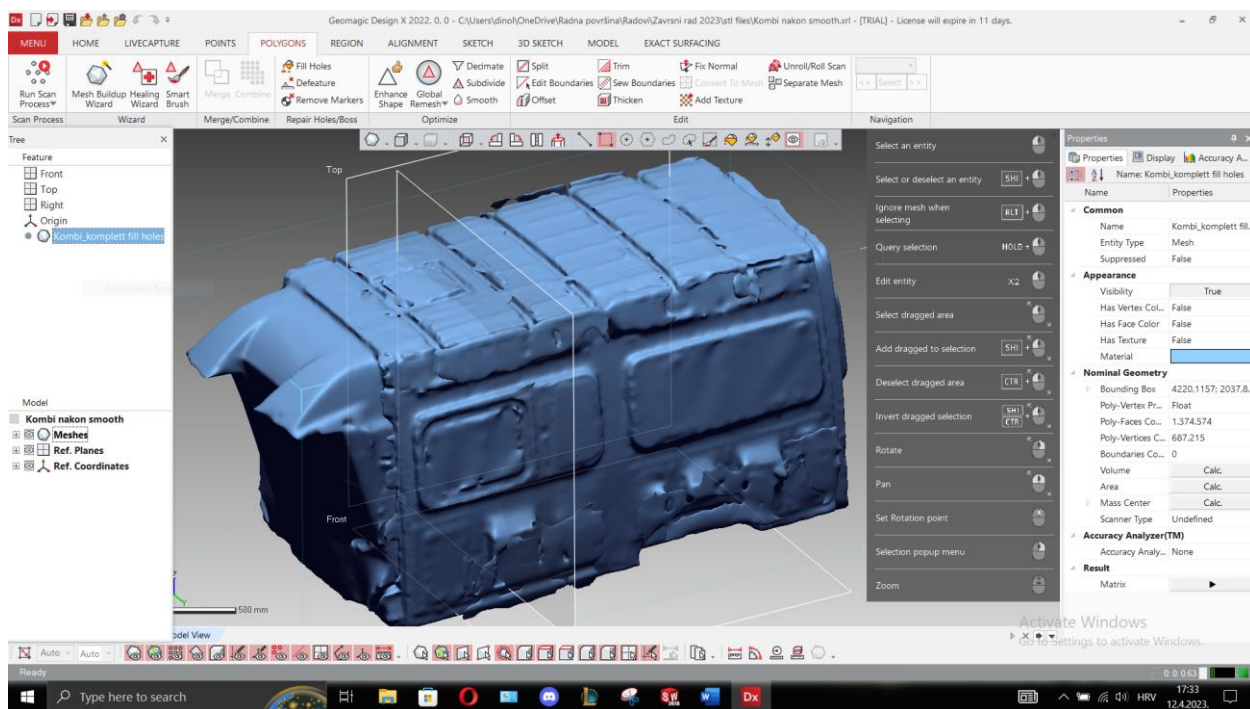 Geomagic Design X 2022. 0. 0 - C:\Users\dinol\OneDrive\Radna površina\Radovi\Zavrsni rad 2023\stl files\Kombi nakon smooth.xrl - [TRIAL] - License will expire in 11 days.
MENU HOME LIVECAPTURE POINTS POLYGONS REGION ALIGNMENT SKETCH 3D SKETCH MODEL EXACT SURFACING
Fill Holes Decimate Split Trim Fix Normal Unroll/Roll Scan
Defeature Subdivide Edit Boundaries Sew Boundaries Convert To Mesh Separate Mesh << Select >>
Run Scan Process Mesh Buildup Wizard Healing Wizard Smart Brush Merge Combine
Remove Markers Enhance Shape Global Remesh Smooth Offset Thicken Add Texture
Scan Process Wizard Merge/Combine Repair Holes/Boss Optimize Edit Navigation
Tree
Feature
Front
Top
Right
Origin
Kombi_komplett fill holes
Model
Kombi nakon smooth
Meshes
Ref. Planes
Ref. Coordinates
Top
Front
500 mm
odel View
Select an entity
Select or deselect an entity SHI +
Ignore mesh when
selecting ALT +
Query selection HOLD +
Edit entity X2
Select dragged area
Add dragged to selection SHI +
Deselect dragged area CTR +
Invert dragged selection SHI CTR +
Rotate
Pan
Set Rotation point
Selection popup menu
Zoom
Properties
Properties Display Accuracy A...
Name: Kombi_komplett fill holes
Name Properties
Common
Name Kombi_komplett fill.
Entity Type Mesh
Suppressed False
Appearance
Visibility True
Has Vertex Col... False
Has Face Color False
Has Texture False
Material
Nominal Geometry
Bounding Box 4220.1157; 2037.8.
Poly-Vertex Pr... Float
Poly-Faces Co... 1.374.574
Poly-Vertices C... 687.215
Boundaries Co... 0
Volume Calc.
Area Calc.
Mass Center Calc.
Scanner Type Undefined
Accuracy Analyzer(TM)
Accuracy Analy... None
Result
Matrix
Activate Windows
Go to Settings to activate Windows.
Auto Auto
Ready 0:0:0.63
Type here to search Dx HRV 17:33
12.4.2023.